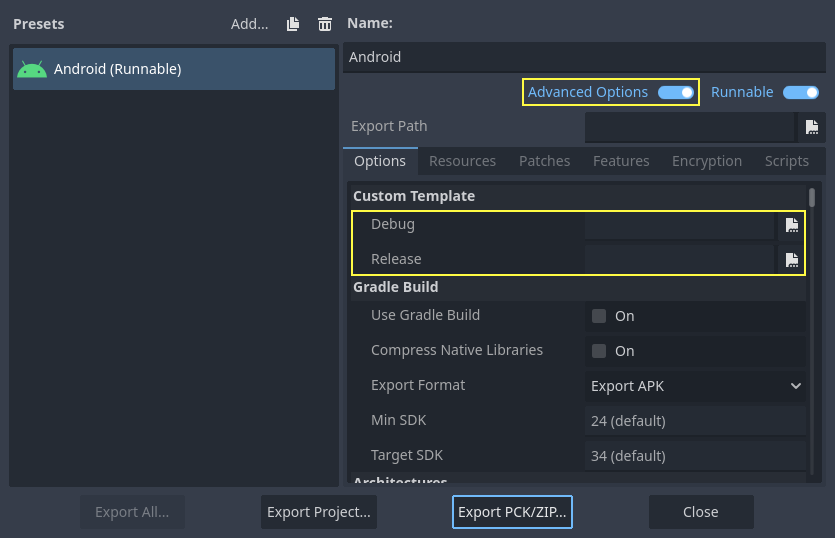 Presets
Add...
Android (Runnable)
Name:
Android
Advanced Options
Runnable
Export Path
Options
Resources
Patches
Features
Encryption
Scripts
Custom Template
Debug
Release
Gradle Build
Use Gradle Build
On
Compress Native Libraries
On
Export Format
Export APK
Min SDK
24 (default)
Target SDK
34 (default)
Architectures
Export All...
Export Project...
Export PCK/ZIP...
Close